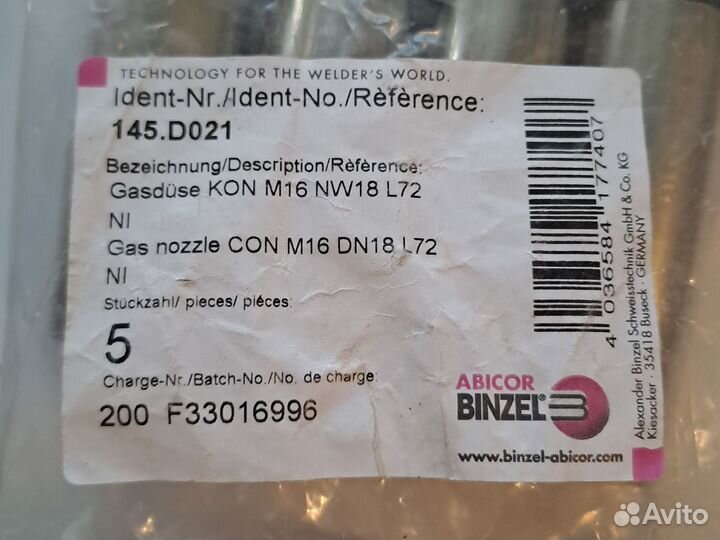 TECHNOLOGY FOR THE WELDER'S WORLD.
Ident-Nr./Ident-No./Rèfèrence:
145.D021
Bezeichnung/Description/Rèfèrence:
Gasdüse KON M16 NW18 L72
NI
Gas nozzle CON M16 DN18 L72
NI
Stückzahl/ pieces/ piéces:
5
Charge-Nr./Batch-No./No. de charge:
200 F33016996
4 036584 177407
ABICOR
BINZEL®
www.binzel-abicor.com
Alexander Binzel Schweisstechnik GmbH & Co. KG
Kiesacker · 35418 Buseck · GERMANY
Avito